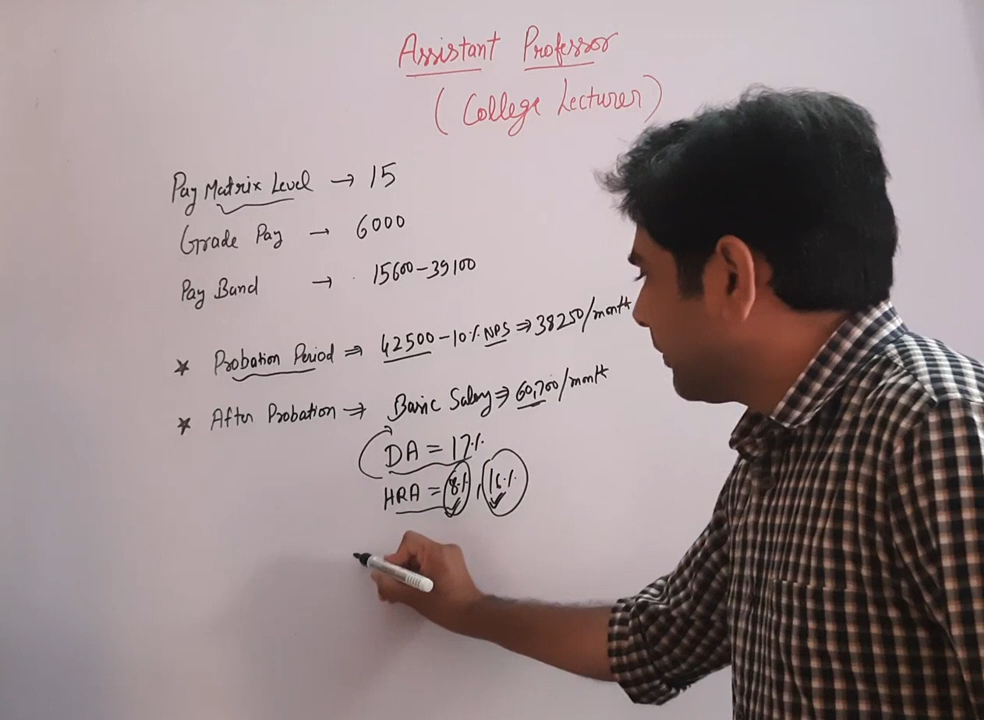 Assistant Professor
(College Lecturer)
Pay Matrix Level → 15
Grade Pay → 6000
Pay Band → 15600-39100
* Probation Period ⇒ 42500-10% NPS ⇒ 38250/month
* After Probation ⇒ Basic Salary ⇒ 60,700/month
DA = 17%
HRA = 8%, 16%